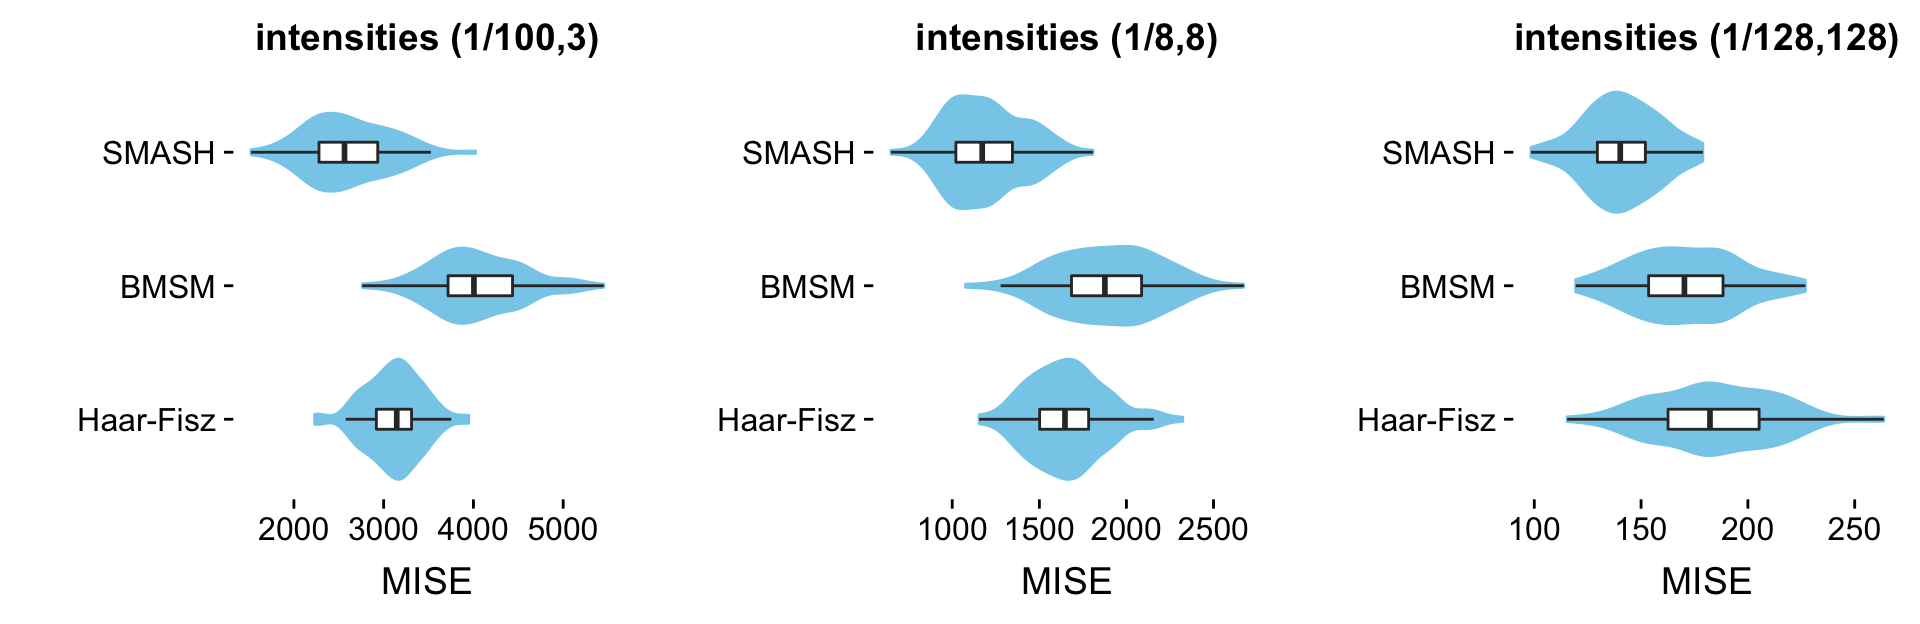 intensities (1/100,3)
SMASH
BMSM
Haar-Fisz
2000 3000 4000 5000
MISE
intensities (1/8,8)
SMASH
BMSM
Haar-Fisz
1000 1500 2000 2500
MISE
intensities (1/128,128)
SMASH
BMSM
Haar-Fisz
100 150 200 250
MISE